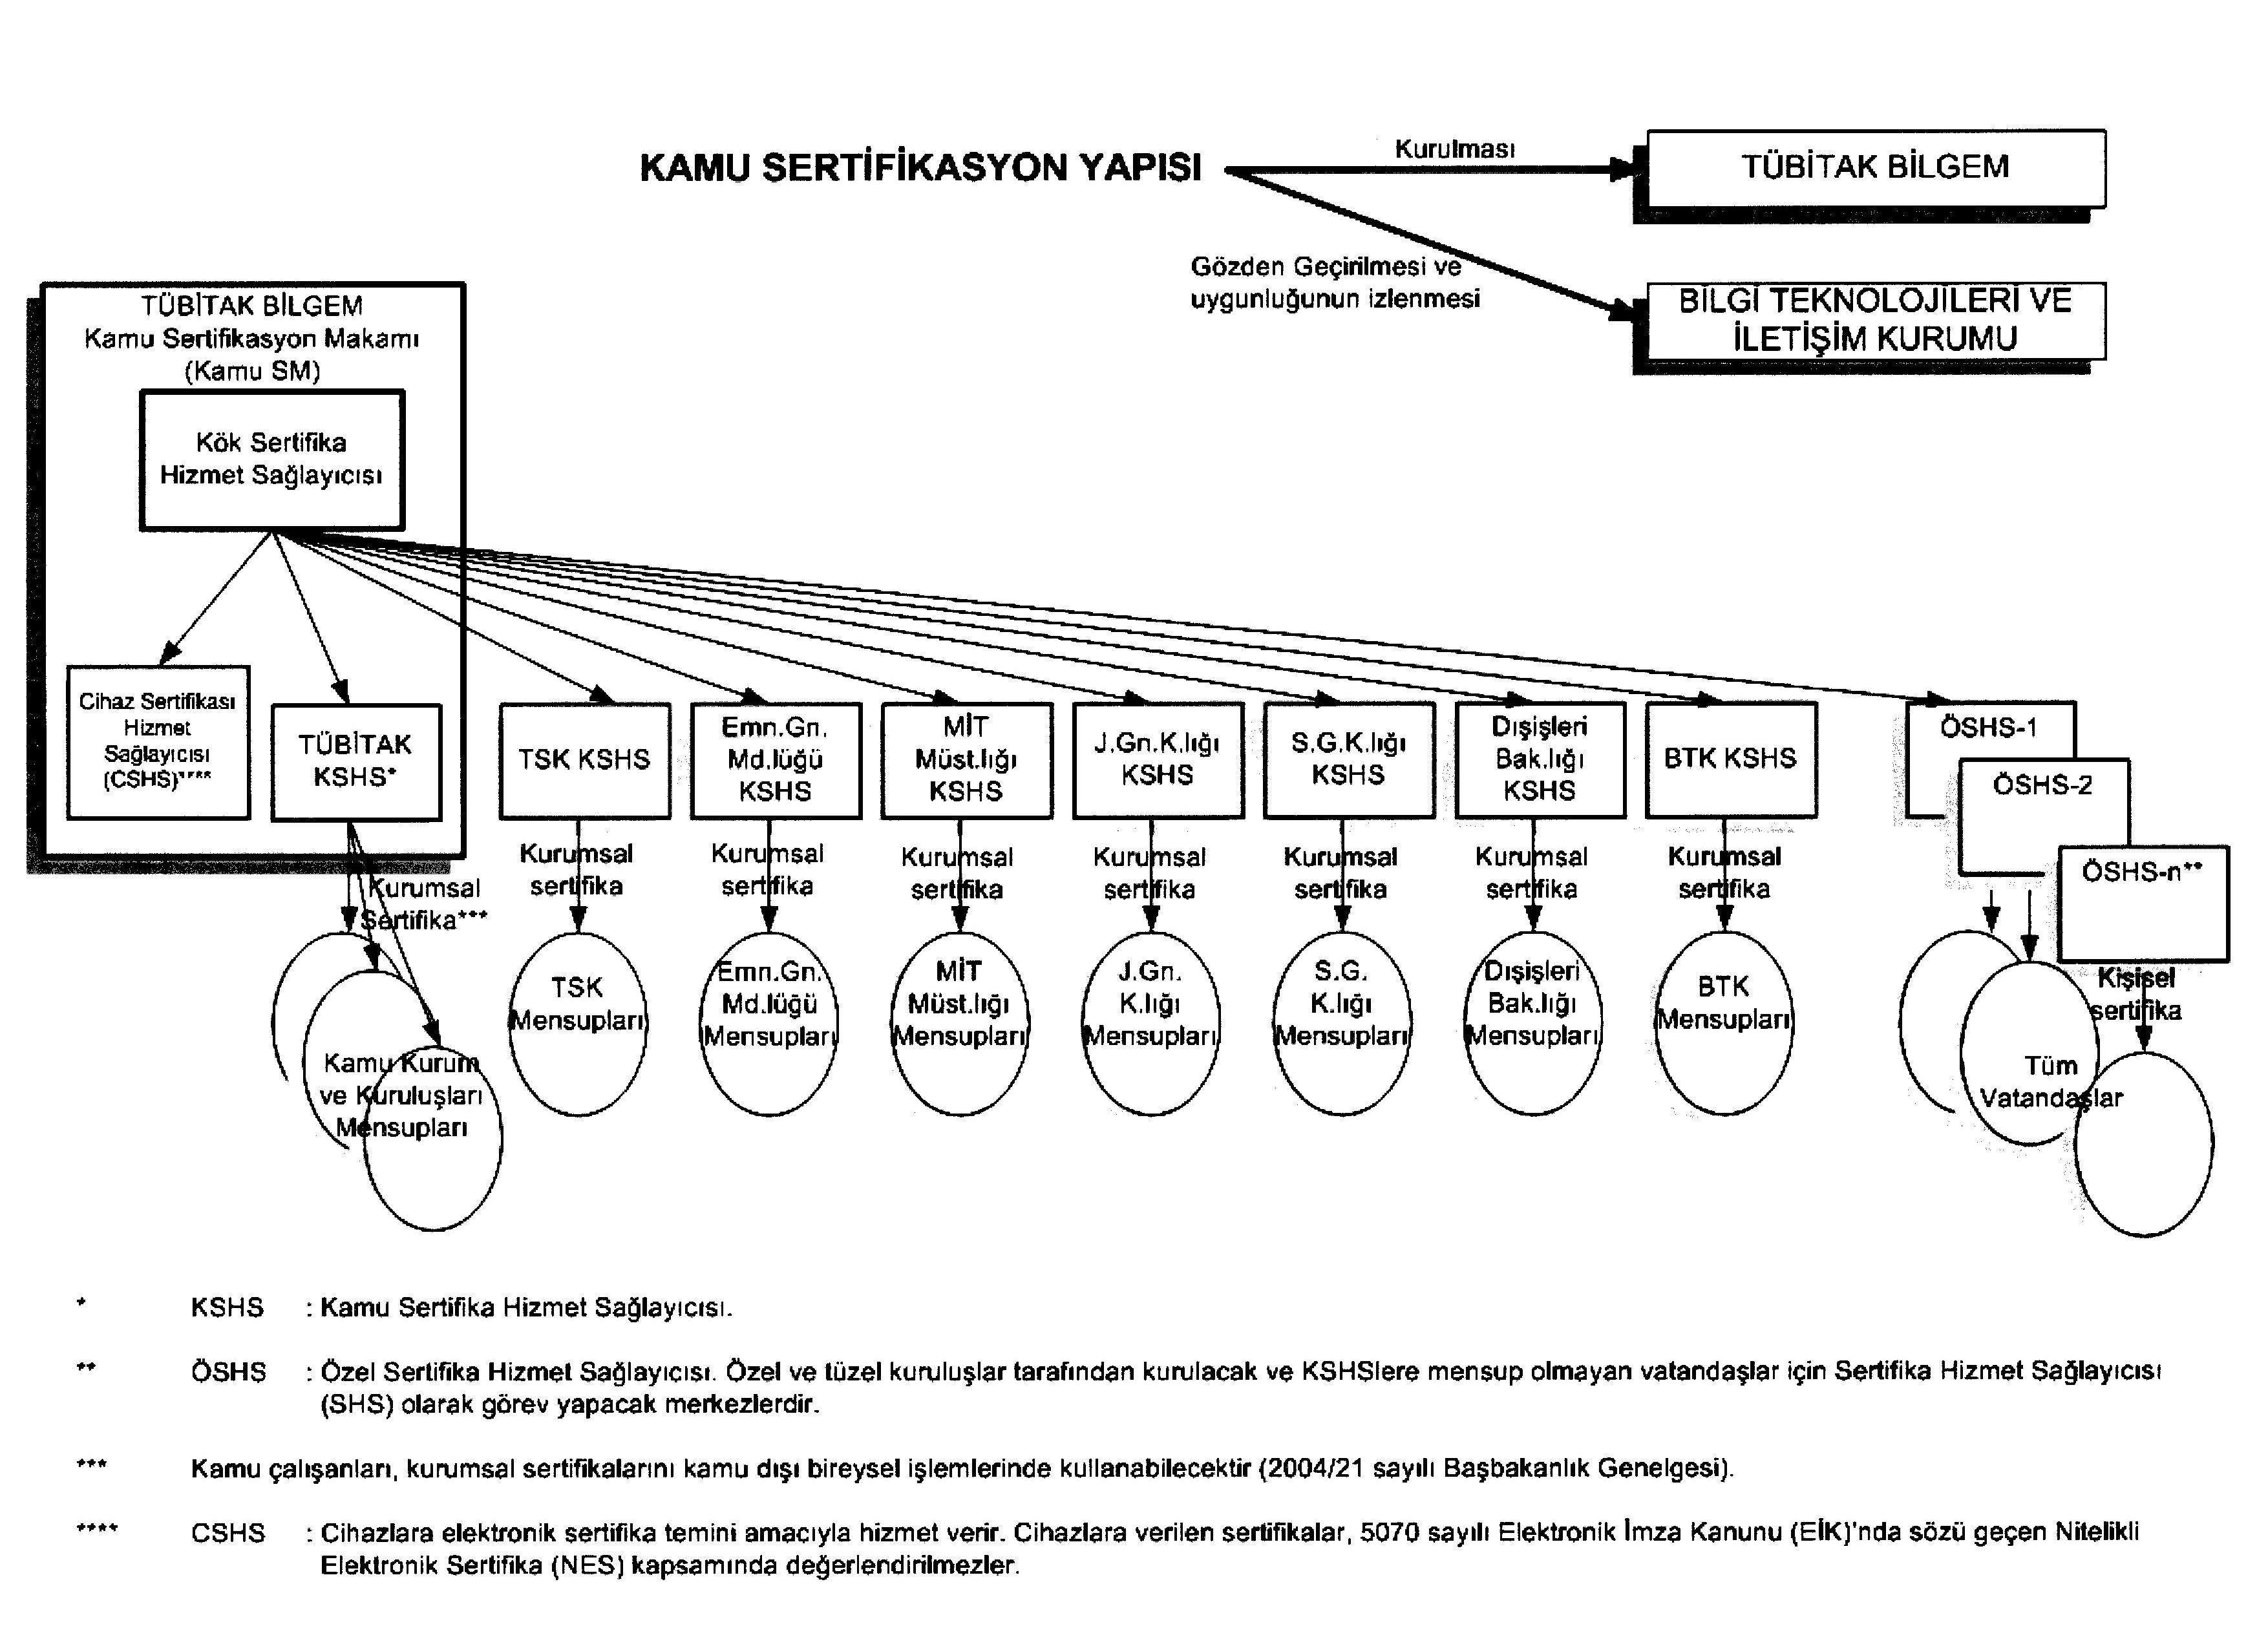 KAMU SERTİFİKASYON YAPISI
Kurulması
TÜBİTAK BİLGEM
Gözden Geçirilmesi ve
uygunluğunun izlenmesi
BİLGİ TEKNOLOJİLERİ VE
İLETİŞİM KURUMU
TÜBİTAK BİLGEM
Kamu Sertifikasyon Makamı
(Kamu SM)
Kök Sertifika
Hizmet Sağlayıcısı
Cihaz Sertifikası
Hizmet
Sağlayıcısı
(CSHS)****
TÜBİTAK
KSHS*
TSK KSHS
Emn.Gn.
Md.lüğü
KSHS
MİT
Müst.lığı
KSHS
J.Gn.K.lığı
KSHS
S.G.K.lığı
KSHS
Dışişleri
Bak.lığı
KSHS
BTK KSHS
ÖSHS-1
ÖSHS-2
ÖSHS-n**
Kurumsal
Sertifika***
Kurumsal
sertifika
Kurumsal
sertifika
Kurumsal
sertifika
Kurumsal
sertifika
Kurumsal
sertifika
Kurumsal
sertifika
Kurumsal
sertifika
Kişisel
sertifika
Kamu Kurum
ve Kuruluşları
Mensupları
TSK
Mensupları
Emn.Gn.
Md.lüğü
Mensupları
MİT
Müst.lığı
Mensupları
J.Gn.
K.lığı
Mensupları
S.G.
K.lığı
Mensupları
Dışişleri
Bak.lığı
Mensupları
BTK
Mensupları
Tüm
Vatandaşlar
* KSHS : Kamu Sertifika Hizmet Sağlayıcısı.
** ÖSHS : Özel Sertifika Hizmet Sağlayıcısı. Özel ve tüzel kuruluşlar tarafından kurulacak ve KSHSlere mensup olmayan vatandaşlar için Sertifika Hizmet Sağlayıcısı
(SHS) olarak görev yapacak merkezlerdir.
*** Kamu çalışanları, kurumsal sertifikalarını kamu dışı bireysel işlemlerinde kullanabilecektir (2004/21 sayılı Başbakanlık Genelgesi).
**** CSHS : Cihazlara elektronik sertifika temini amacıyla hizmet verir. Cihazlara verilen sertifikalar, 5070 sayılı Elektronik İmza Kanunu (EİK)'nda sözü geçen Nitelikli
Elektronik Sertifika (NES) kapsamında değerlendirilmezler.